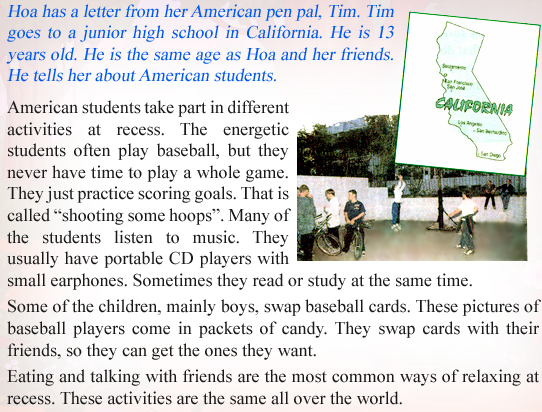 Hoa has a letter from her American pen pal, Tim. Tim
goes to a junior high school in California. He is 13
years old. He is the same age as Hoa and her friends.
He tells her about American students.
Sacramento
San Francisco
San José
CALIFORNIA
Los Angeles
San Bernardino
San Diego
American students take part in different
activities at recess. The energetic
students often play baseball, but they
never have time to play a whole game.
They just practice scoring goals. That is
called “shooting some hoops”. Many of
the students listen to music. They
usually have portable CD players with
small earphones. Sometimes they read or study at the same time.
Some of the children, mainly boys, swap baseball cards. These pictures of
baseball players come in packets of candy. They swap cards with their
friends, so they can get the ones they want.
Eating and talking with friends are the most common ways of relaxing at
recess. These activities are the same all over the world.